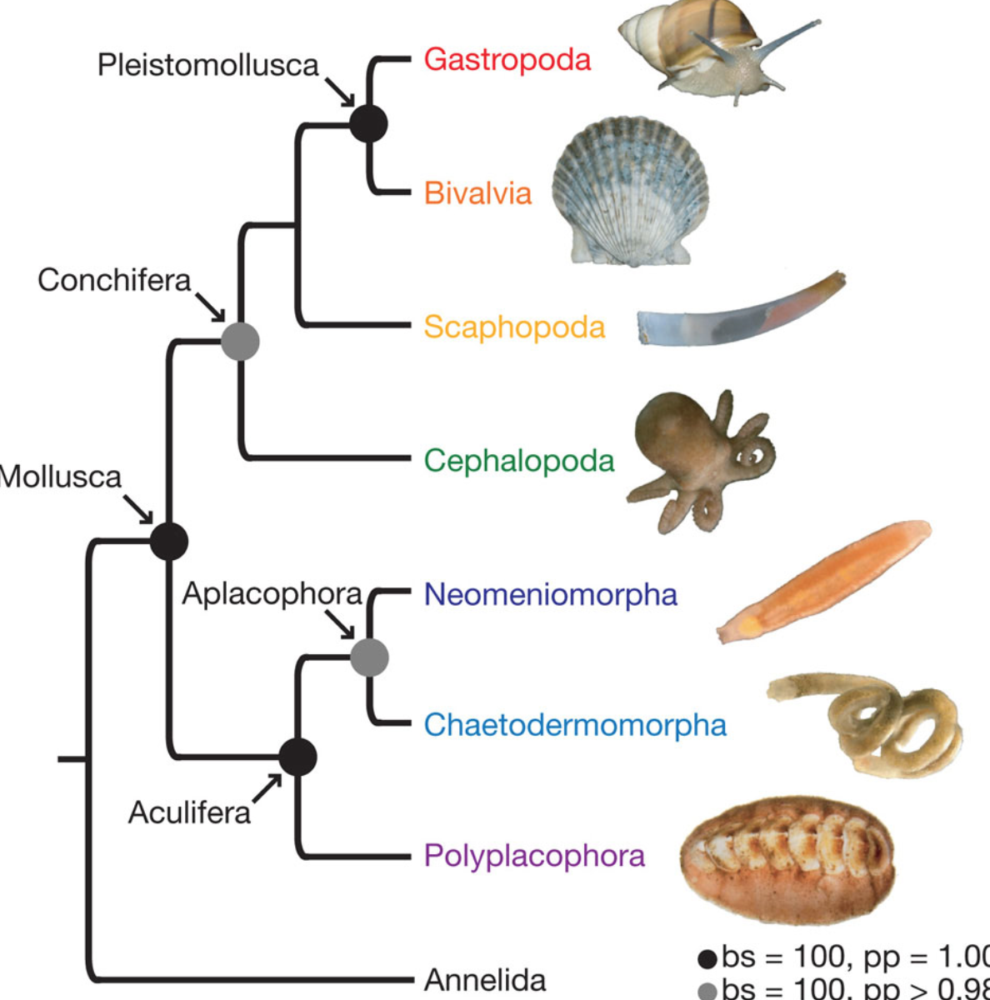 Pleistomollusca
Gastropoda
Bivalvia
Conchifera
Scaphopoda
Cephalopoda
Mollusca
Aplacophora
Neomeniomorpha
Chaetodermomorpha
Aculifera
Polyplacophora
Annelida
bs = 100, pp = 1.00
bs = 100, pp > 0.98